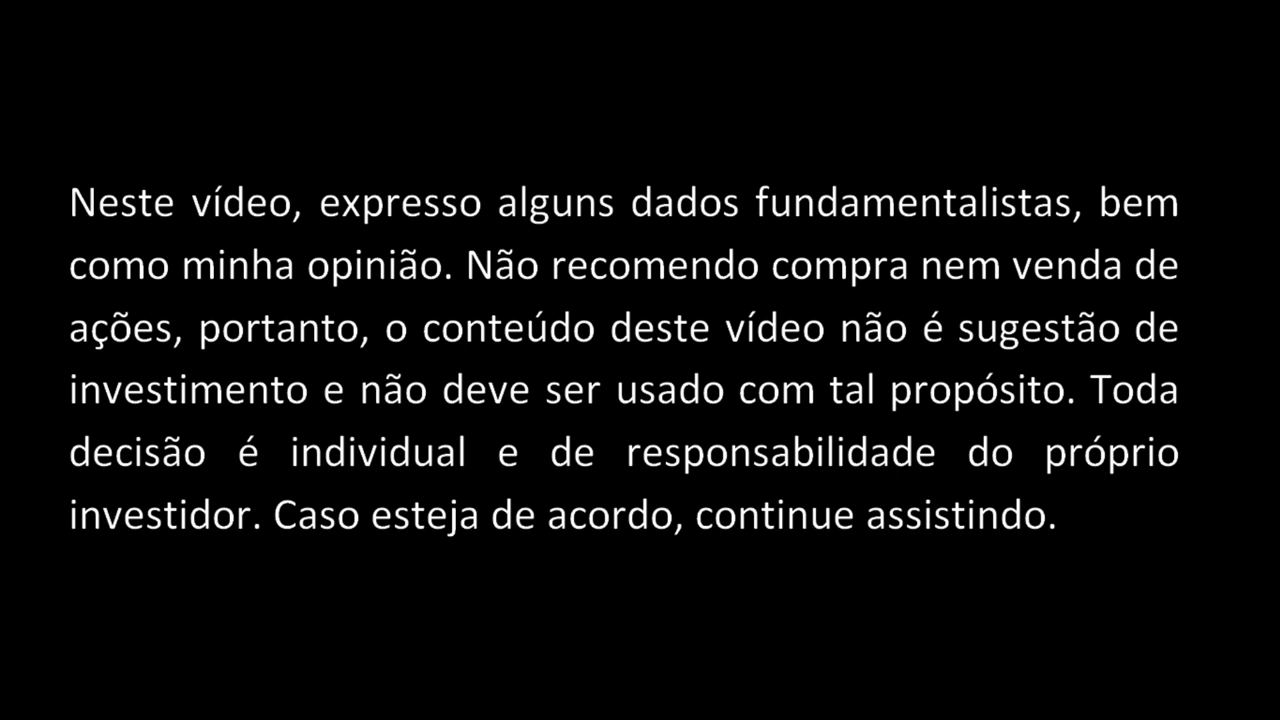 Neste vídeo, expresso alguns dados fundamentalistas, bem
como minha opinião. Não recomendo compra nem venda de
ações, portanto, o conteúdo deste vídeo não é sugestão de
investimento e não deve ser usado com tal propósito. Toda
decisão é individual e de responsabilidade do próprio
investidor. Caso esteja de acordo, continue assistindo.